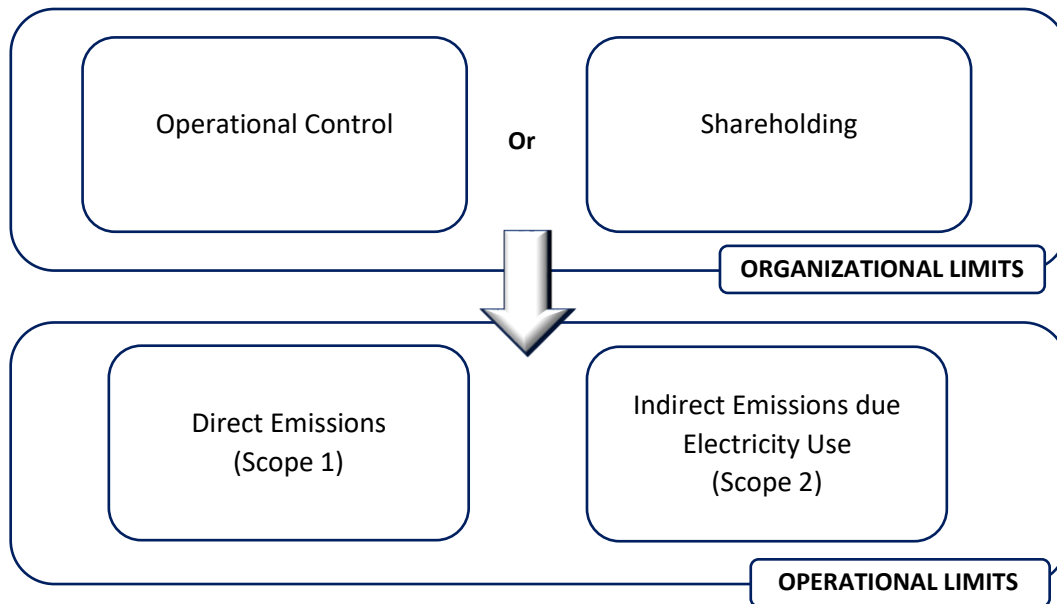 Operational Control
Or
Shareholding
ORGANIZATIONAL LIMITS
Direct Emissions
(Scope 1)
Indirect Emissions due
Electricity Use
(Scope 2)
OPERATIONAL LIMITS